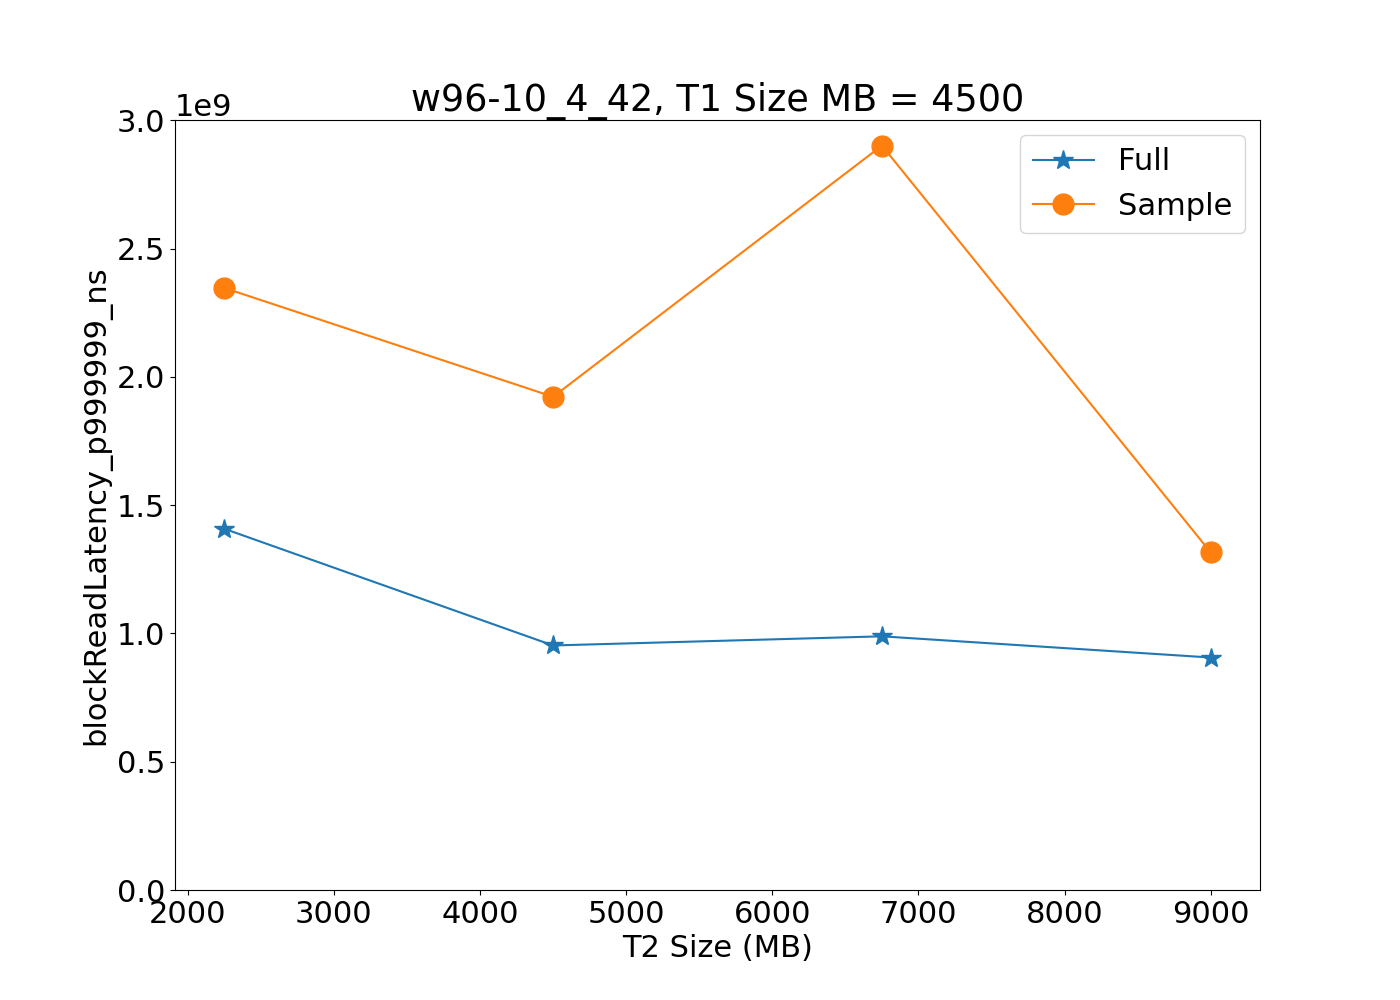 w96-10_4_42, T1 Size MB = 4500
1e9
3.0
2.5
2.0
1.5
1.0
0.5
0.0
blockReadLatency_p999999_ns
Full
Sample
2000 3000 4000 5000 6000 7000 8000 9000
T2 Size (MB)